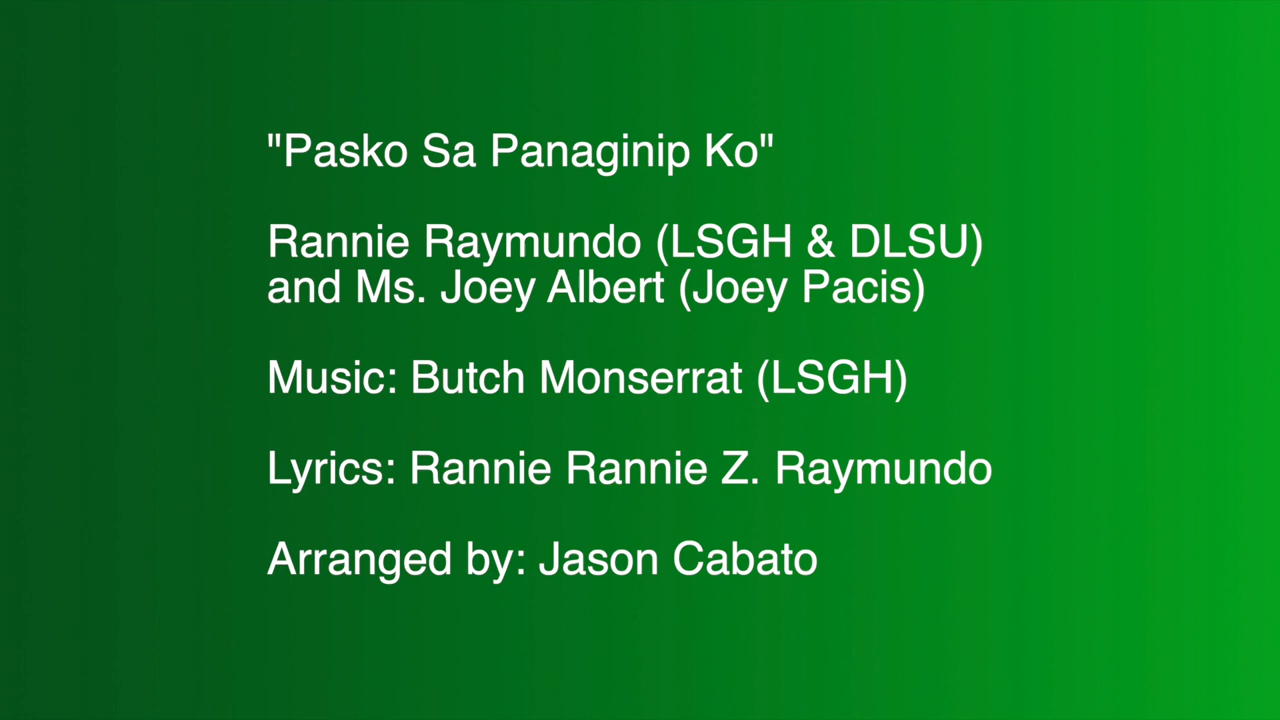 "Pasko Sa Panaginip Ko"
Rannie Raymundo (LSGH & DLSU)
and Ms. Joey Albert (Joey Pacis)
Music: Butch Monserrat (LSGH)
Lyrics: Rannie Rannie Z. Raymundo
Arranged by: Jason Cabato